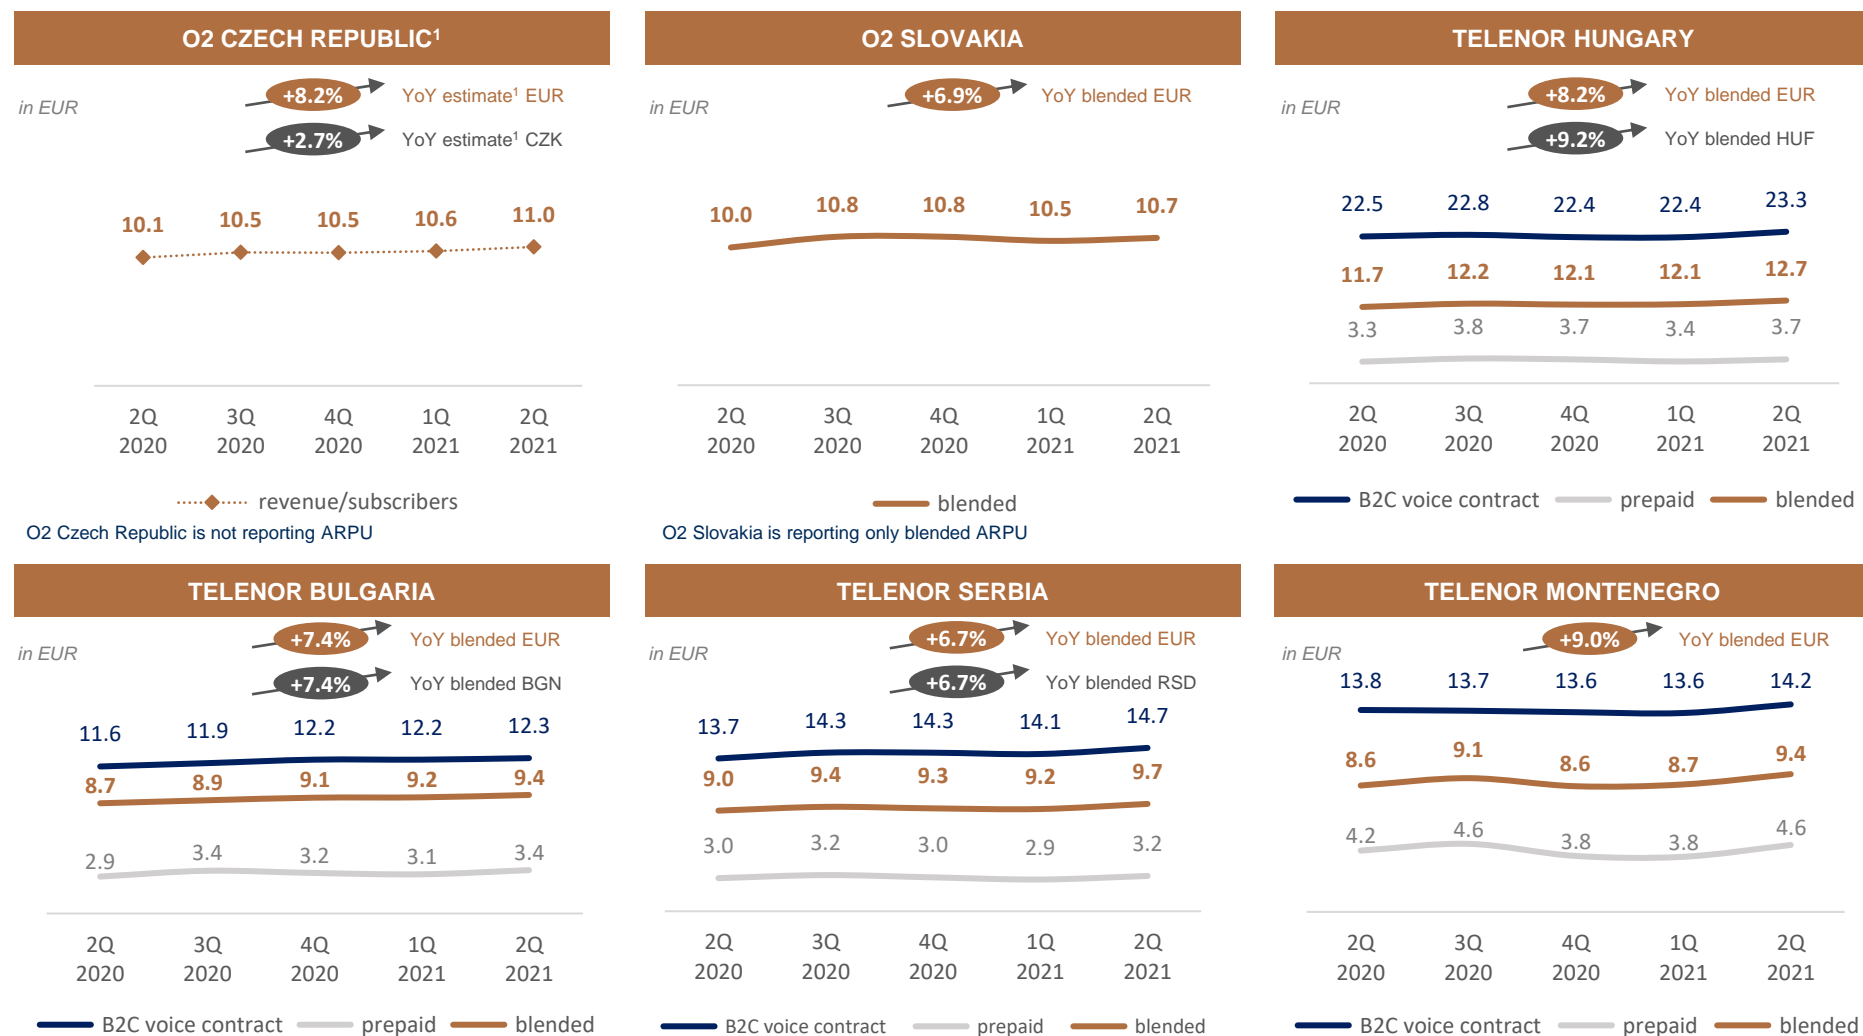 O2 CZECH REPUBLIC¹
in EUR
+8.2% YoY estimate¹ EUR
+2.7% YoY estimate¹ CZK
10.1 10.5 10.5 10.6 11.0
2Q 3Q 4Q 1Q 2Q
2020 2020 2020 2021 2021
revenue/subscribers
O2 Czech Republic is not reporting ARPU
O2 SLOVAKIA
in EUR
+6.9% YoY blended EUR
10.0 10.8 10.8 10.5 10.7
2Q 3Q 4Q 1Q 2Q
2020 2020 2020 2021 2021
blended
O2 Slovakia is reporting only blended ARPU
TELENOR HUNGARY
in EUR
+8.2% YoY blended EUR
+9.2% YoY blended HUF
22.5 22.8 22.4 22.4 23.3
11.7 12.2 12.1 12.1 12.7
3.3 3.8 3.7 3.4 3.7
2Q 3Q 4Q 1Q 2Q
2020 2020 2020 2021 2021
B2C voice contract prepaid blended
TELENOR BULGARIA
in EUR
+7.4% YoY blended EUR
+7.4% YoY blended BGN
11.6 11.9 12.2 12.2 12.3
8.7 8.9 9.1 9.2 9.4
2.9 3.4 3.2 3.1 3.4
2Q 3Q 4Q 1Q 2Q
2020 2020 2020 2021 2021
B2C voice contract prepaid blended
TELENOR SERBIA
in EUR
+6.7% YoY blended EUR
+6.7% YoY blended RSD
13.7 14.3 14.3 14.1 14.7
9.0 9.4 9.3 9.2 9.7
3.0 3.2 3.0 2.9 3.2
2Q 3Q 4Q 1Q 2Q
2020 2020 2020 2021 2021
B2C voice contract prepaid blended
TELENOR MONTENEGRO
in EUR
+9.0% YoY blended EUR
13.8 13.7 13.6 13.6 14.2
8.6 9.1 8.6 8.7 9.4
4.2 4.6 3.8 3.8 4.6
2Q 3Q 4Q 1Q 2Q
2020 2020 2020 2021 2021
B2C voice contract prepaid blended